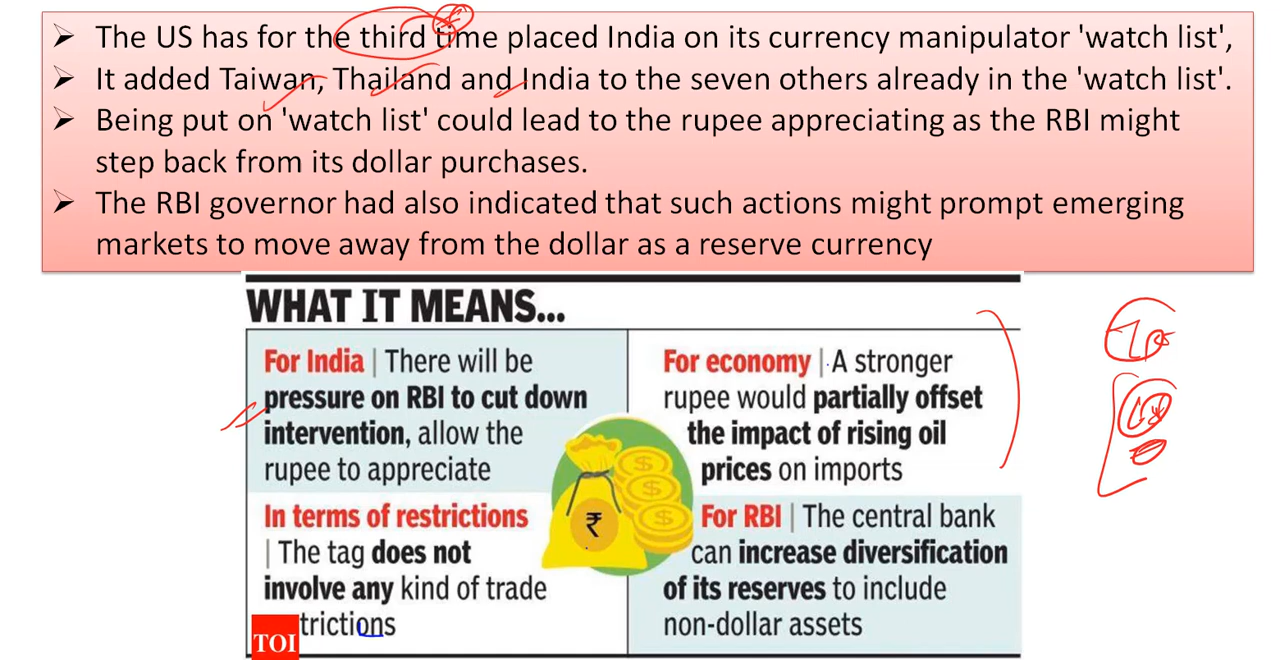 The US has for the third time placed India on its currency manipulator 'watch list',
It added Taiwan, Thailand and India to the seven others already in the 'watch list'.
Being put on 'watch list' could lead to the rupee appreciating as the RBI might
step back from its dollar purchases.
The RBI governor had also indicated that such actions might prompt emerging
markets to move away from the dollar as a reserve currency
WHAT IT MEANS...
For India | There will be
pressure on RBI to cut down
intervention, allow the
rupee to appreciate
For economy | A stronger
rupee would partially offset
the impact of rising oil
prices on imports
In terms of restrictions
| The tag does not
involve any kind of trade
trictions
TOI
For RBI | The central bank
can increase diversification
of its reserves to include
non-dollar assets
₹
$
$
$